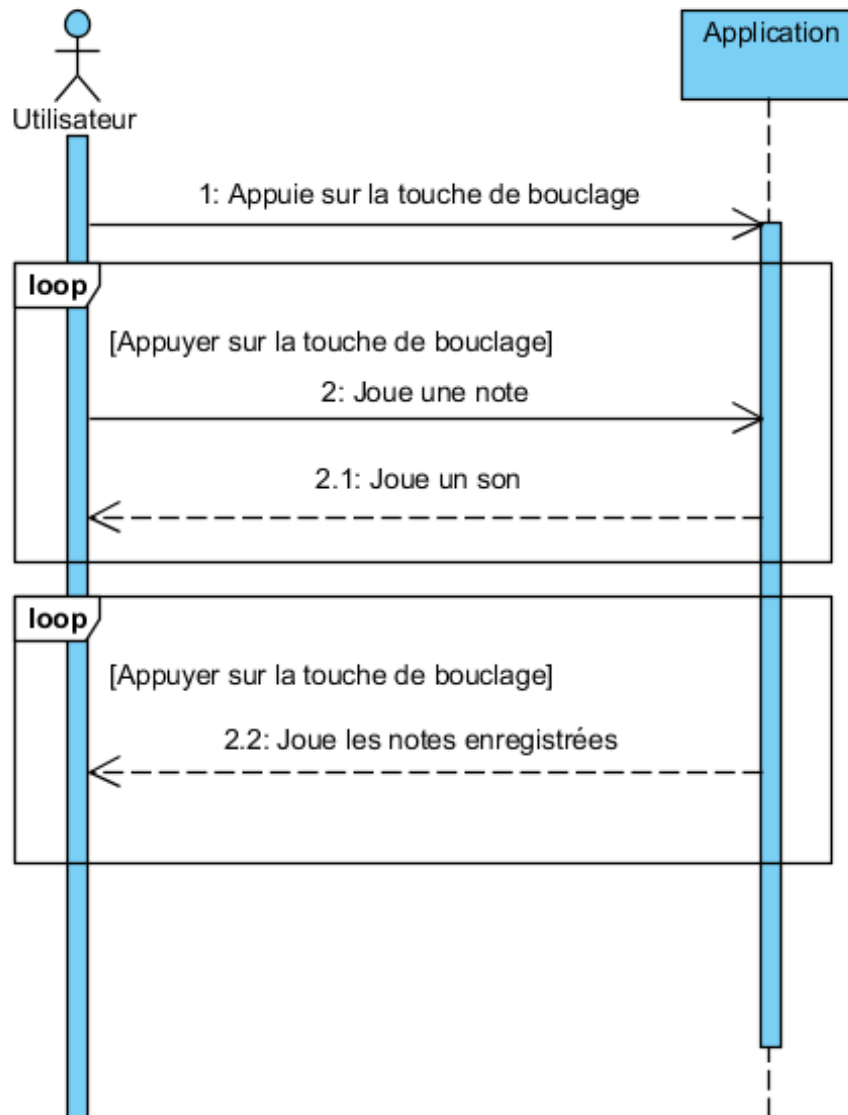 Application
Utilisateur
1: Appuie sur la touche de bouclage
loop
[Appuyer sur la touche de bouclage]
2: Joue une note
2.1: Joue un son
loop
[Appuyer sur la touche de bouclage]
2.2: Joue les notes enregistrées